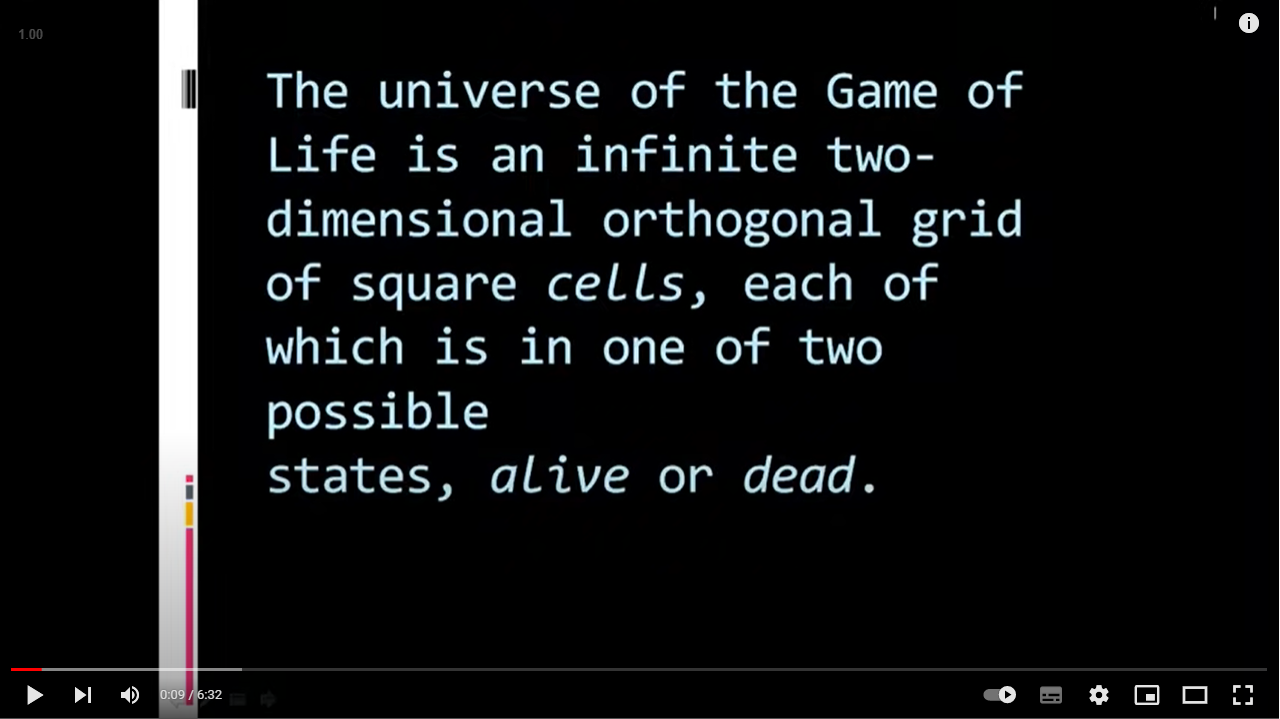 1.00
The universe of the Game of
Life is an infinite two-
dimensional orthogonal grid
of square cells, each of
which is in one of two
possible
states, alive or dead.
0:09 / 6:32